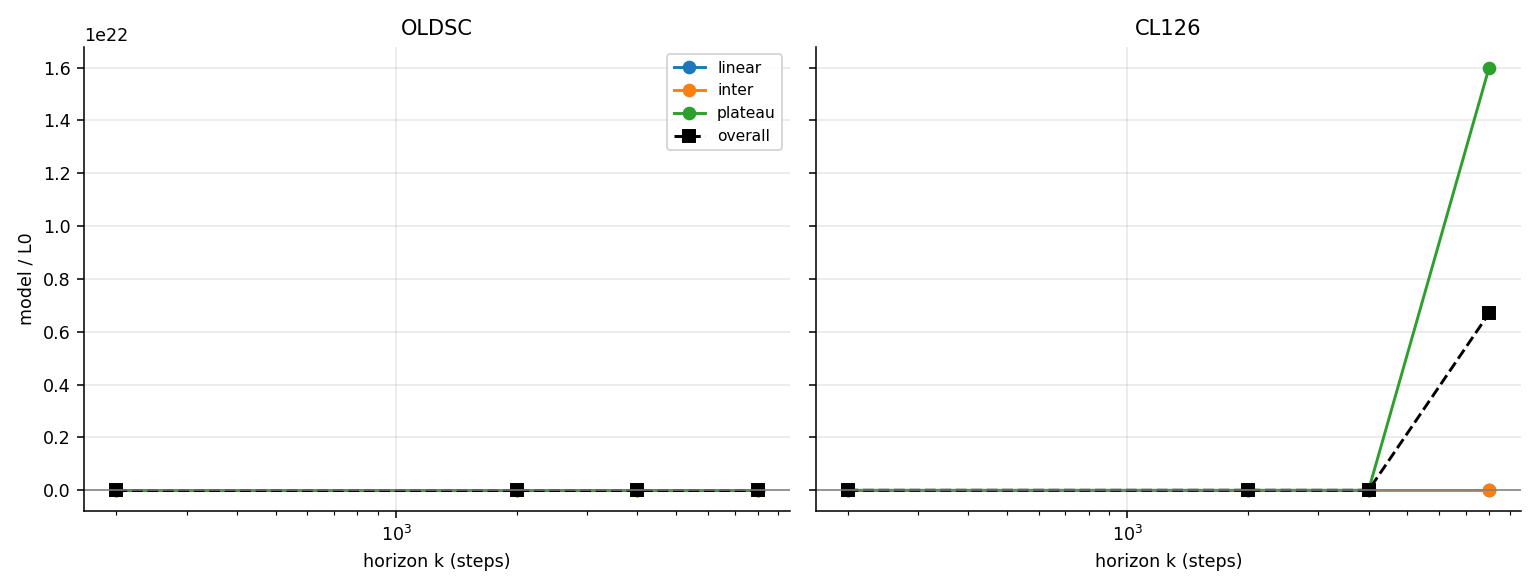 OLDSC
1e22
1.6
1.4
1.2
1.0
0.8
0.6
0.4
0.2
0.0
model / L0
10³
horizon k (steps)
linear
inter
plateau
overall
CL126
10³
horizon k (steps)